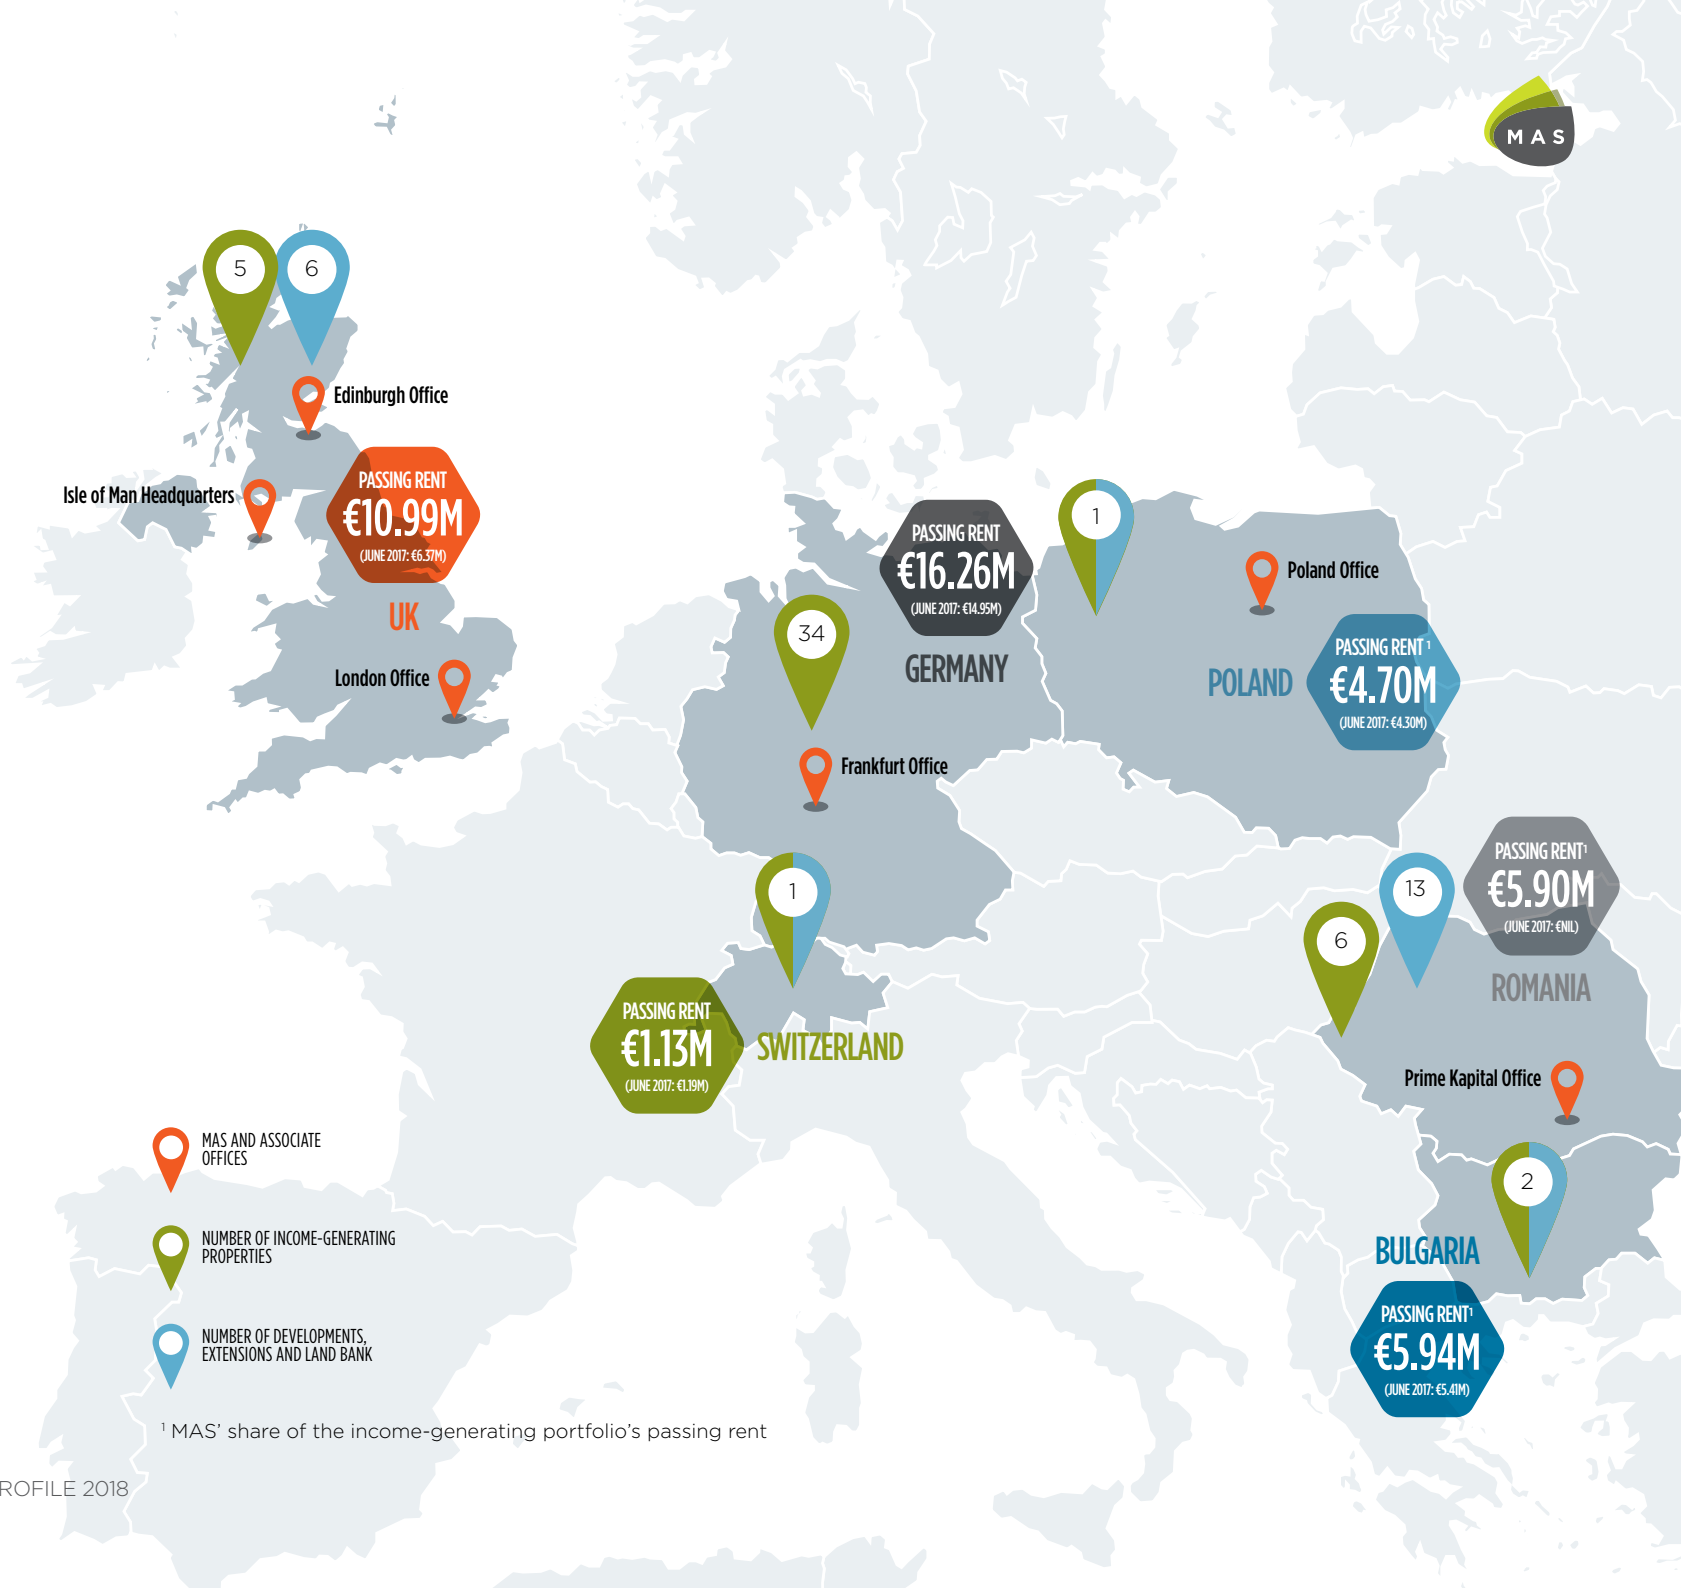 MAS
5
6
Edinburgh Office
Isle of Man Headquarters
PASSING RENT
€10.99M
(JUNE 2017: €6.37M)
UK
London Office
PASSING RENT
€16.26M
(JUNE 2017: €14.95M)
GERMANY
34
Frankfurt Office
1
Poland Office
POLAND
PASSING RENT ¹
€4.70M
(JUNE 2017: €4.30M)
1
PASSING RENT
€1.13M
(JUNE 2017: €1.19M)
SWITZERLAND
6
13
PASSING RENT¹
€5.90M
(JUNE 2017: €NIL)
ROMANIA
Prime Kapital Office
2
BULGARIA
PASSING RENT¹
€5.94M
(JUNE 2017: €5.41M)
MAS AND ASSOCIATE
OFFICES
NUMBER OF INCOME-GENERATING
PROPERTIES
NUMBER OF DEVELOPMENTS,
EXTENSIONS AND LAND BANK
¹ MAS’ share of the income-generating portfolio’s passing rent
ROFILE 2018